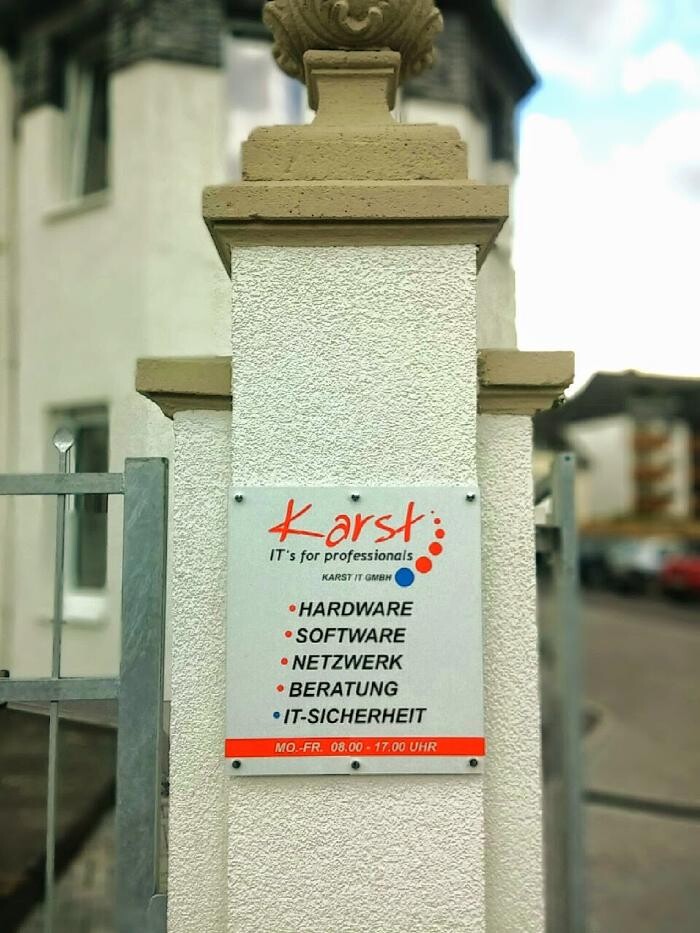 Karst
IT's for professionals
KARST IT GMBH
•HARDWARE
•SOFTWARE
•NETZWERK
•BERATUNG
•IT-SICHERHEIT
MO.-FR. 08.00 - 17.00 UHR